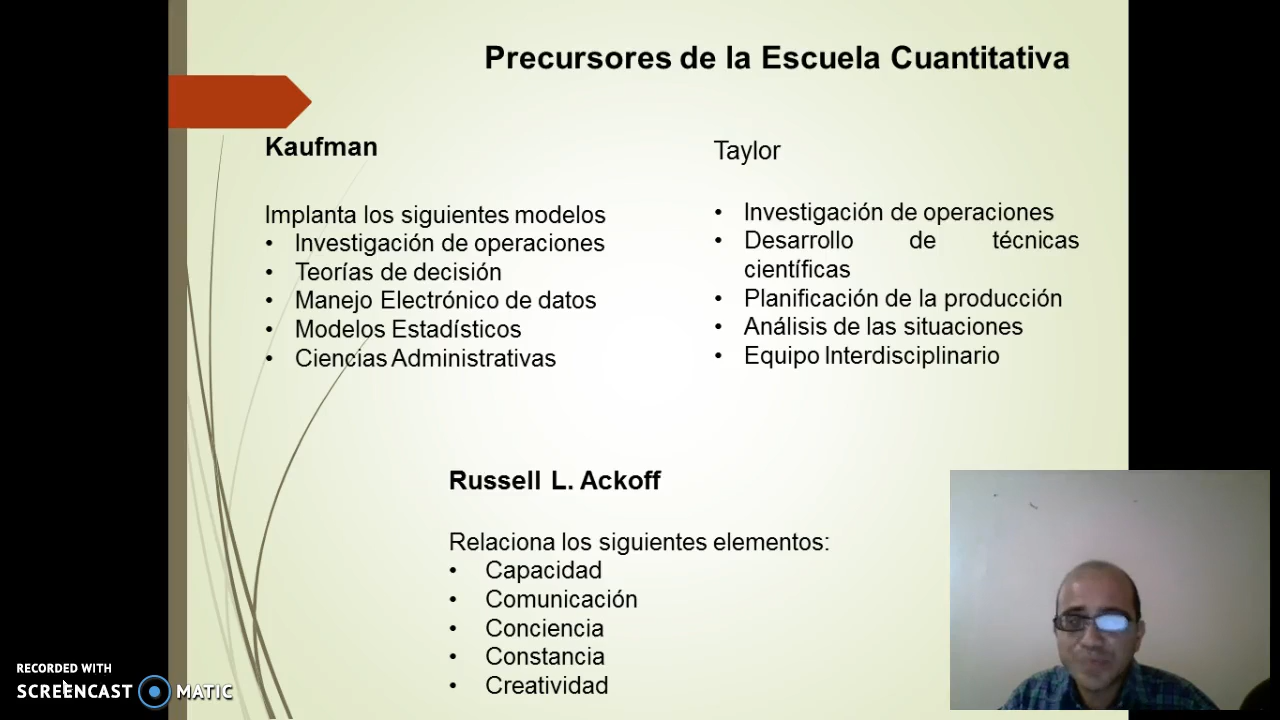 Precursores de la Escuela Cuantitativa
Kaufman
Implanta los siguientes modelos
• Investigación de operaciones
• Teorías de decisión
• Manejo Electrónico de datos
• Modelos Estadísticos
• Ciencias Administrativas
Taylor
• Investigación de operaciones
• Desarrollo de técnicas
científicas
• Planificación de la producción
• Análisis de las situaciones
• Equipo Interdisciplinario
Russell L. Ackoff
Relaciona los siguientes elementos:
• Capacidad
• Comunicación
• Conciencia
• Constancia
• Creatividad
RECORDED WITH
SCREENCAST MATIC